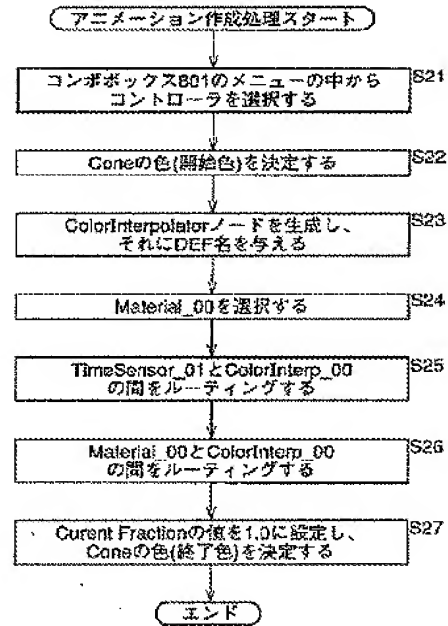 アニメーション作成処理スタート
コンボボックス801のメニューの中から
コントローラを選択する
S21
Coneの色(開始色)を決定する
S22
ColorInterpolatorノードを生成し、
それにDEF名を与える
S23
Material_00を選択する
S24
TimeSensor_01とColorInterp_00
の間をルーティングする
S25
Material_00とColorInterp_00
の間をルーティングする
S26
Curent Fractionの値を1.0に設定し、
Coneの色(終了色)を決定する
S27
エンド